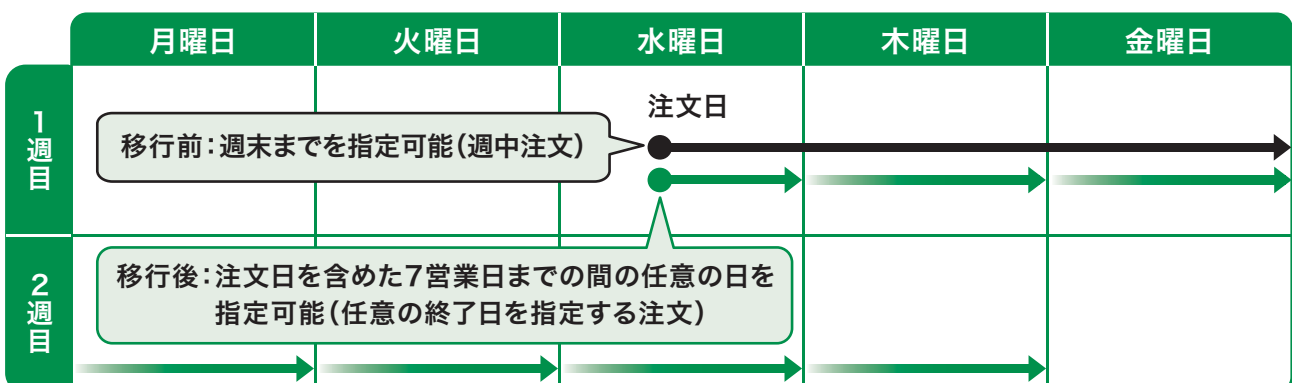 月曜日
火曜日
水曜日
木曜日
金曜日
1週目
注文日
移行前：週末までを指定可能（週中注文）
2週目
移行後：注文日を含めた7営業日までの間の任意の日を
指定可能（任意の終了日を指定する注文）